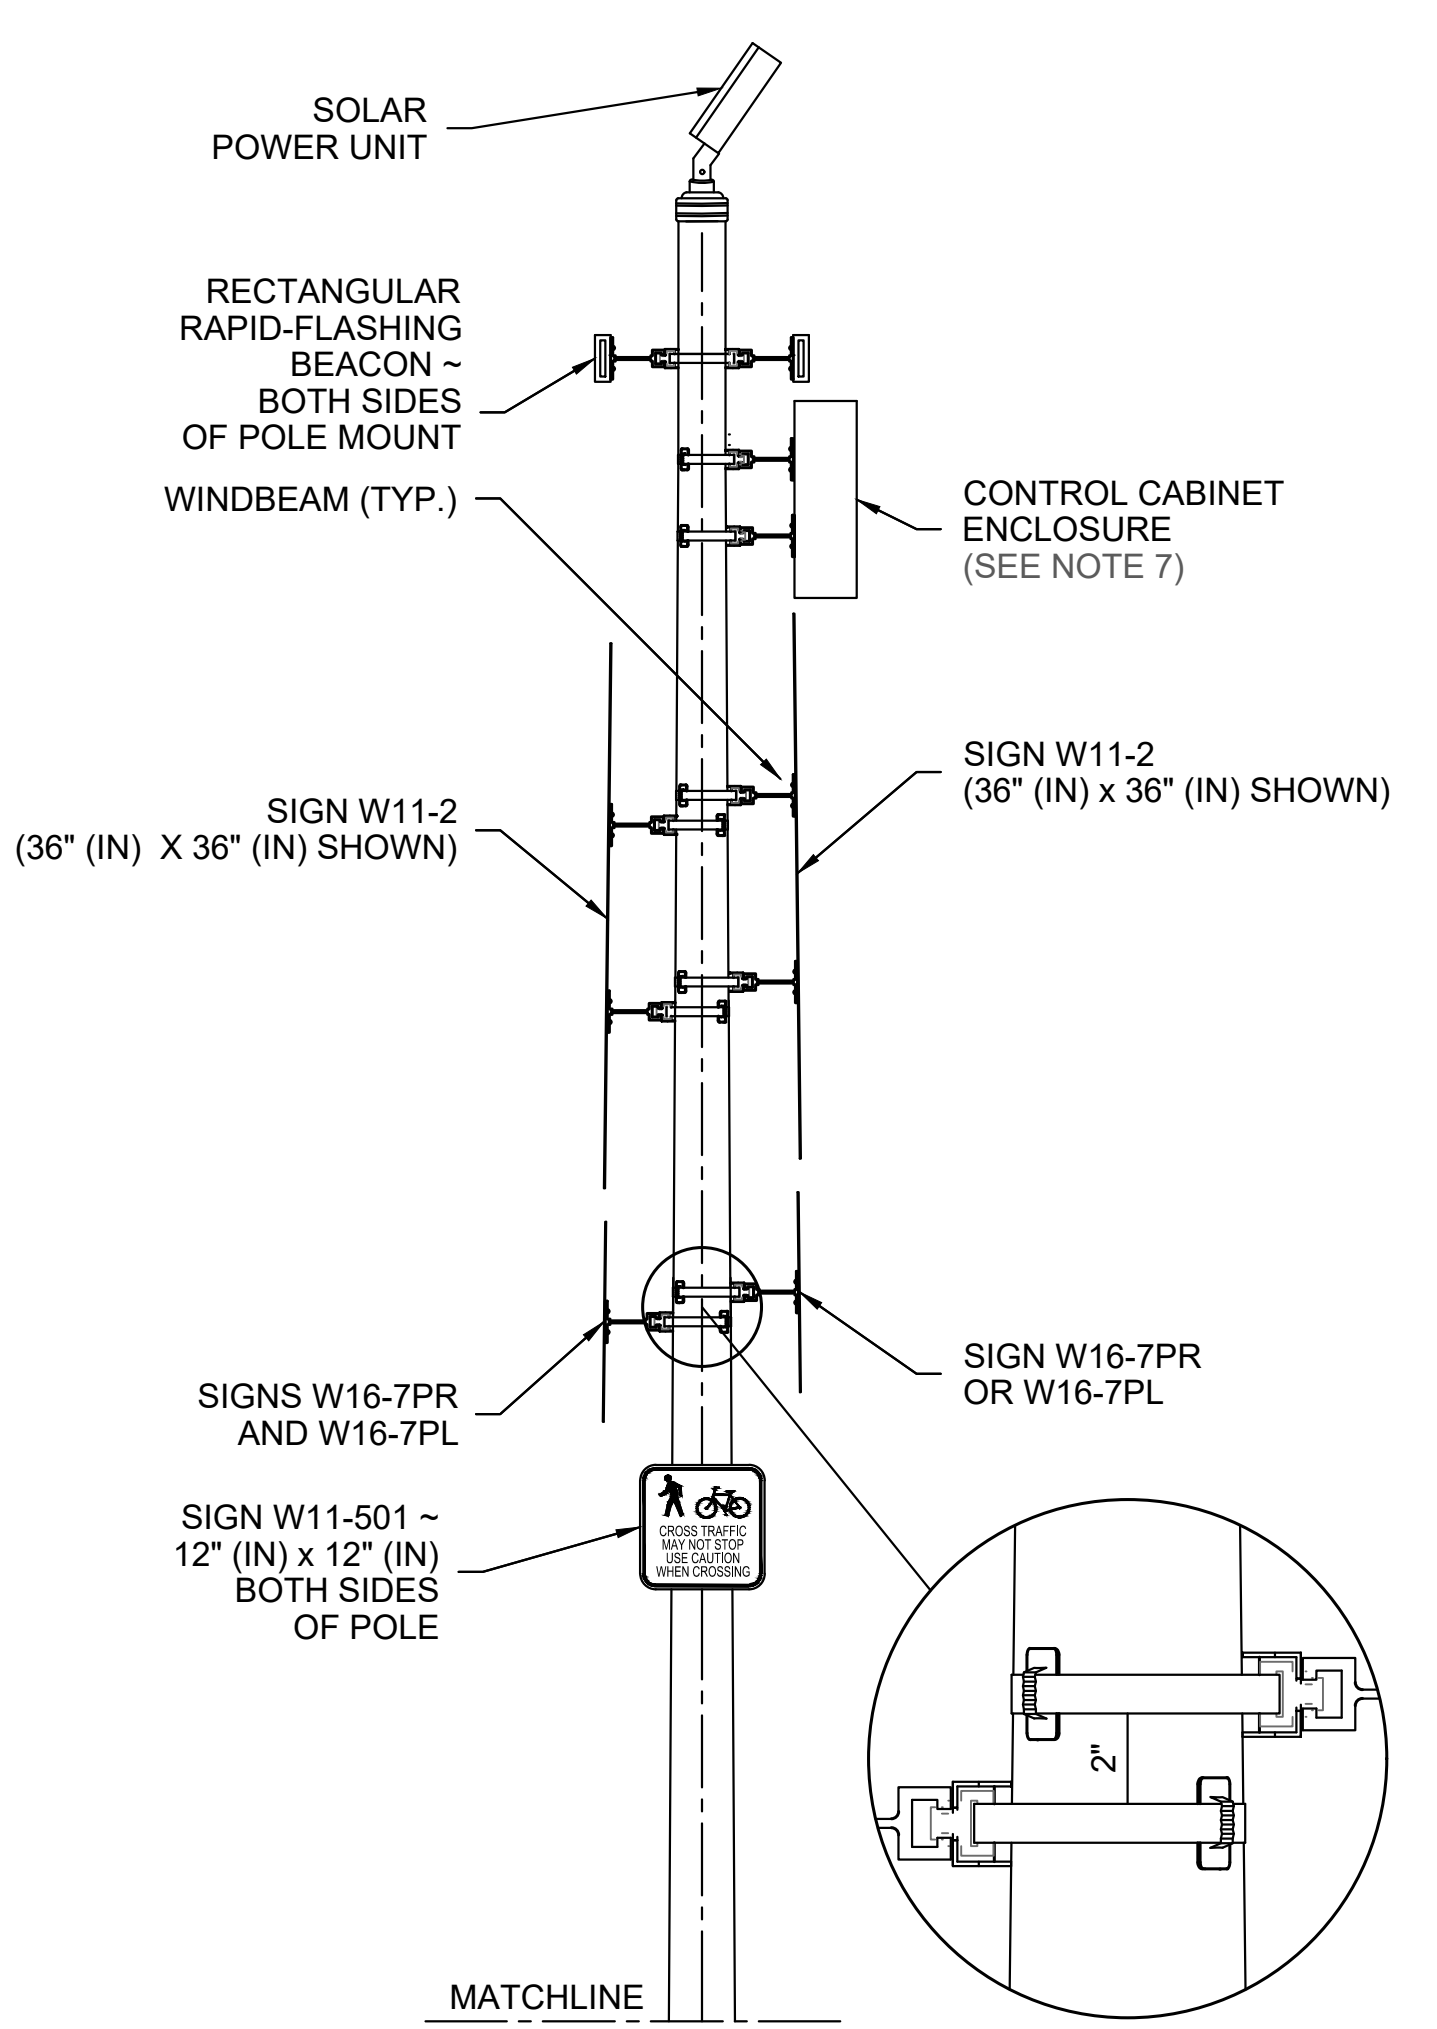 SOLAR
POWER UNIT
RECTANGULAR
RAPID-FLASHING
BEACON ~
BOTH SIDES
OF POLE MOUNT
WINDBEAM (TYP.)
CONTROL CABINET
ENCLOSURE
(SEE NOTE 7)
SIGN W11-2
(36" (IN) x 36" (IN) SHOWN)
SIGN W11-2
(36" (IN) X 36" (IN) SHOWN)
SIGN W16-7PR
OR W16-7PL
SIGNS W16-7PR
AND W16-7PL
SIGN W11-501 ~
12" (IN) x 12" (IN)
BOTH SIDES
OF POLE
CROSS TRAFFIC
MAY NOT STOP
USE CAUTION
WHEN CROSSING
2"
MATCHLINE